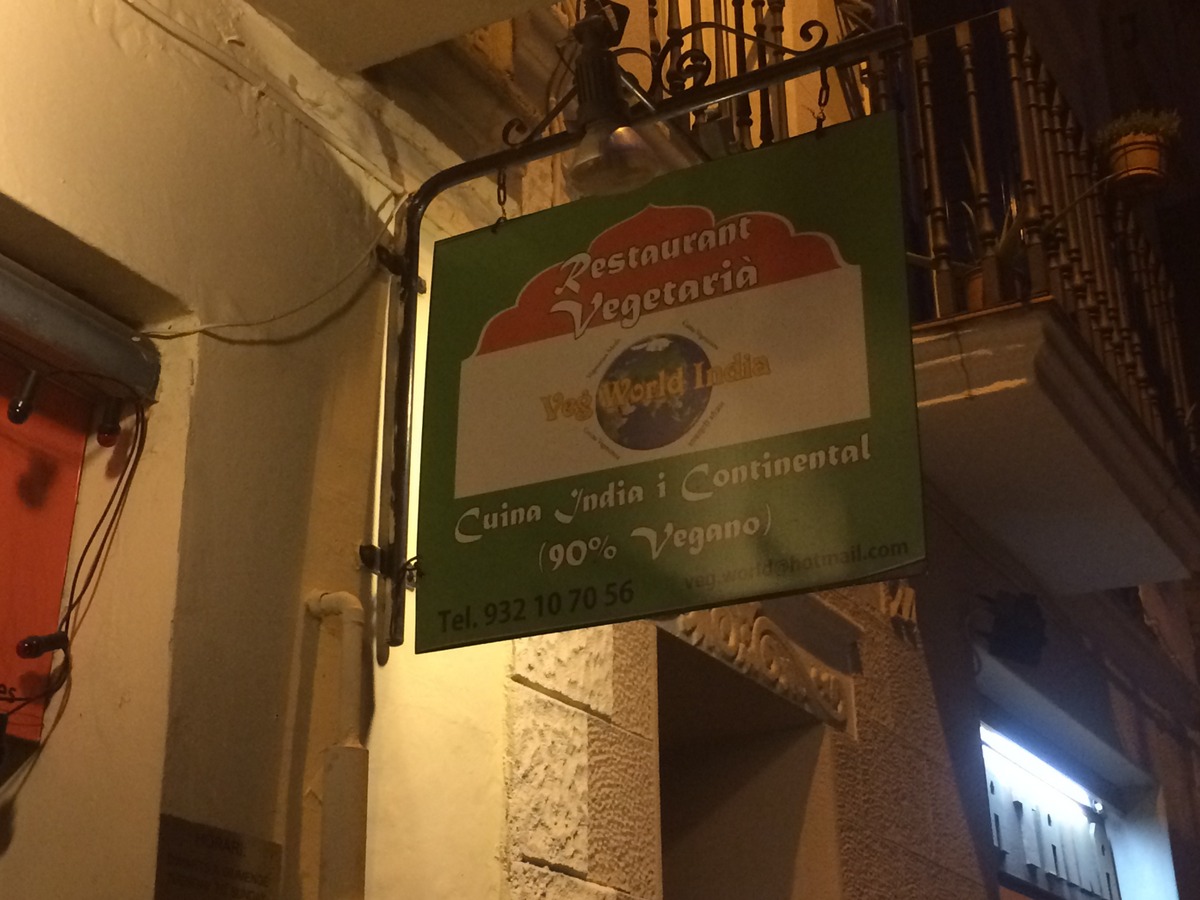 Restaurant
Vegetarià
Veg World India
Cuina India i Continental
(90% Vegano)
veg.world@hotmail.com
Tel. 932 10 70 56